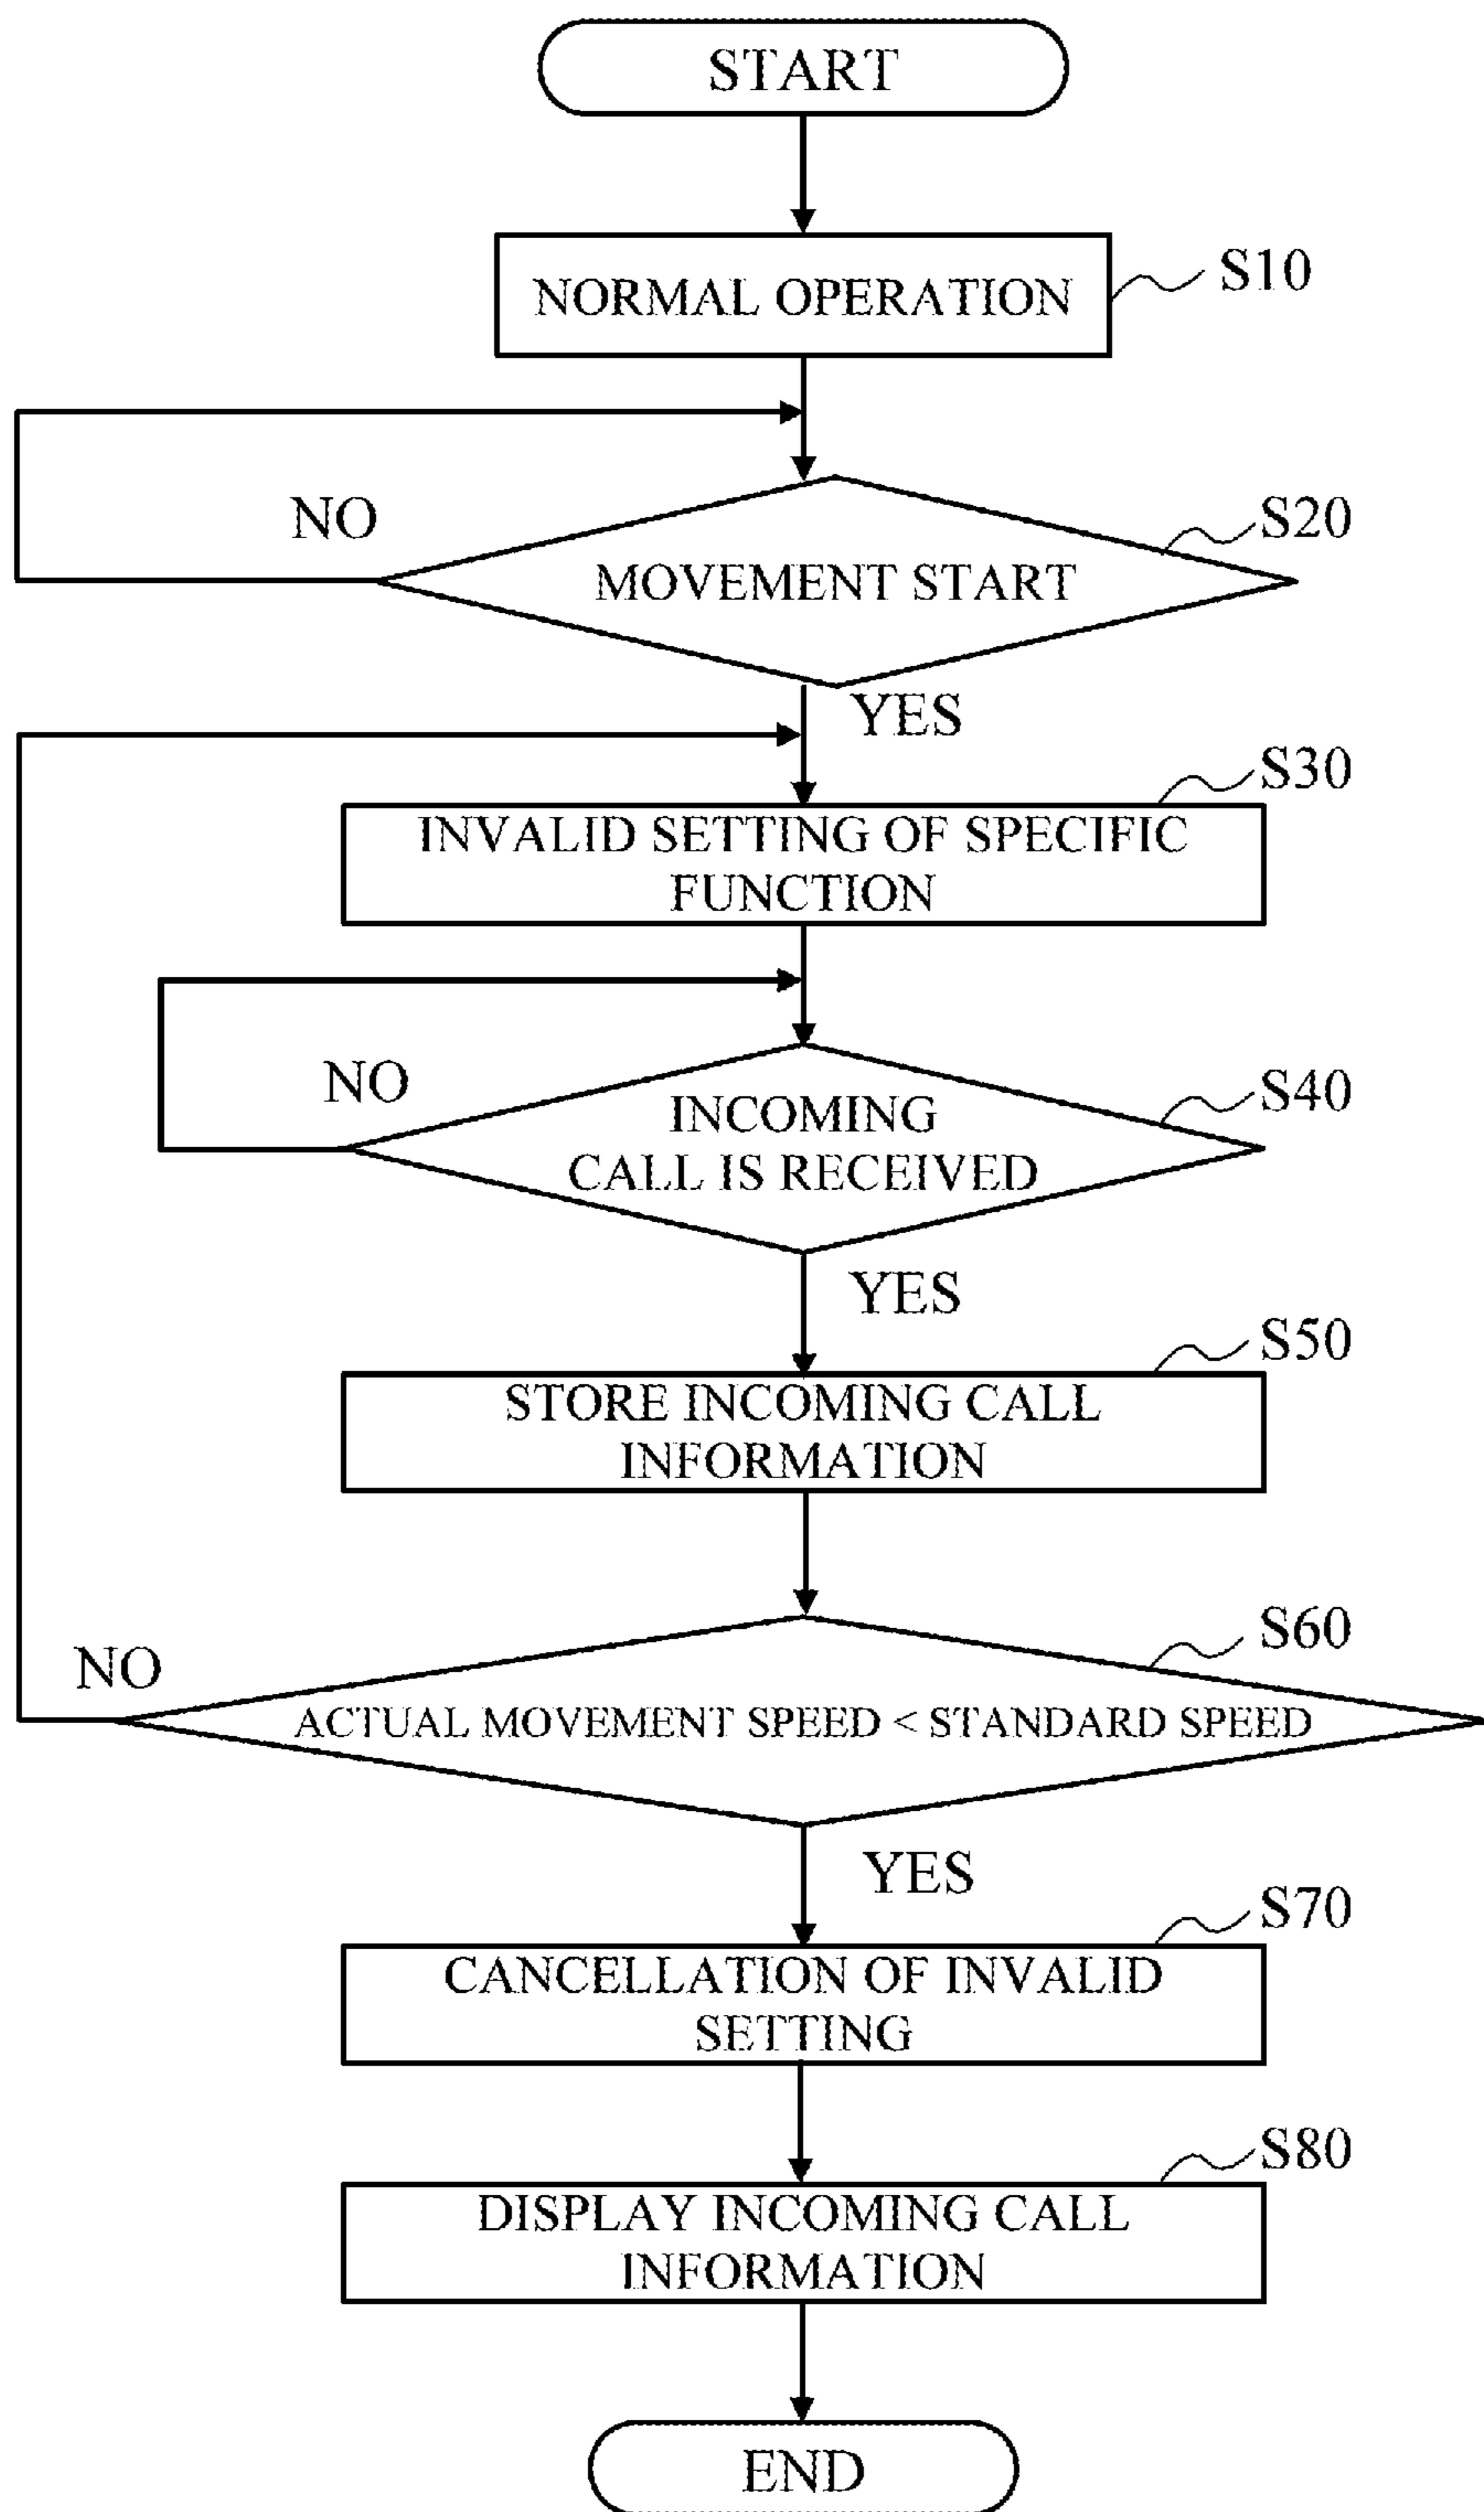 START
NORMAL OPERATION
S10
NO
S20
MOVEMENT START
YES
S30
INVALID SETTING OF SPECIFIC
FUNCTION
NO
S40
INCOMING
CALL IS RECEIVED
YES
S50
STORE INCOMING CALL
INFORMATION
S60
NO
ACTUAL MOVEMENT SPEED < STANDARD SPEED
YES
S70
CANCELLATION OF INVALID
SETTING
S80
DISPLAY INCOMING CALL
INFORMATION
END